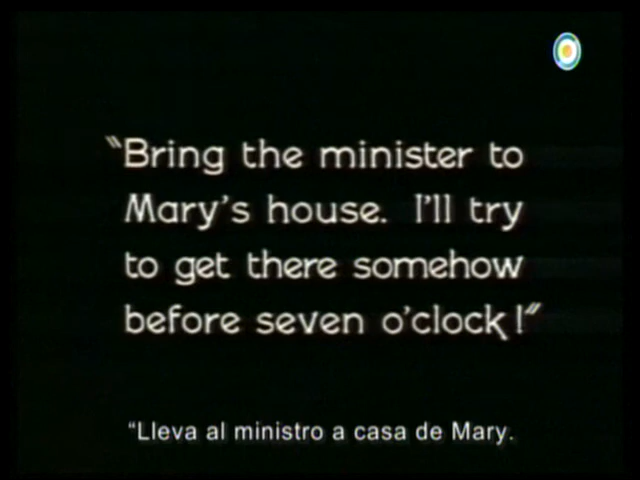 "Bring the minister to
Mary's house. I'll try
to get there somehow
before seven o'clock!"
"Lleva al ministro a casa de Mary.